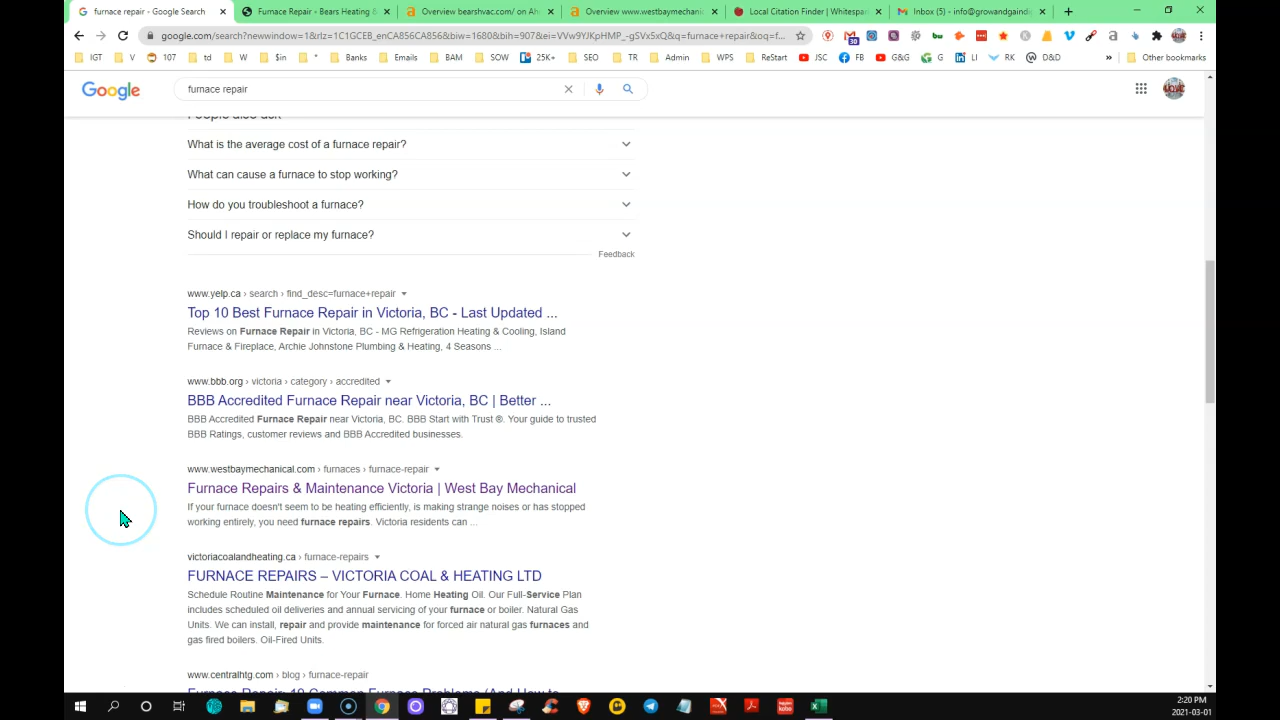 Google Search
Furnace Repair - Bears Heating &
Overview bearshvac.com/ on Ah
Overview www.westbaymechanic
Local Citation Finder | Whitespark
Inbox (5) - info@growandgaindig
google.com/search?newwindow=1&rlz=1C1GCEB_enCA856CA856&biw=1680&bih=907&ei=VVw9YJKpHMP_-gSVx5xQ&q=furnace+repair&oq=f...
30
IGT
V
107
td
W
$in
*
Banks
Emails
BAM
SOW
25K+
SEO
TR
Admin
WPS
ReStart
JSC
FB
G&G
G
LI
RK
D&D
»
Other bookmarks
Google
furnace repair
People also ask
What is the average cost of a furnace repair?
What can cause a furnace to stop working?
How do you troubleshoot a furnace?
Should I repair or replace my furnace?
Feedback
www.yelp.ca › search › find_desc=furnace+repair
Top 10 Best Furnace Repair in Victoria, BC - Last Updated ...
Reviews on Furnace Repair in Victoria, BC - MG Refrigeration Heating & Cooling, Island
Furnace & Fireplace, Archie Johnstone Plumbing & Heating, 4 Seasons ...
www.bbb.org › victoria › category › accredited
BBB Accredited Furnace Repair near Victoria, BC | Better ...
BBB Accredited Furnace Repair near Victoria, BC. BBB Start with Trust ®. Your guide to trusted
BBB Ratings, customer reviews and BBB Accredited businesses.
www.westbaymechanical.com › furnaces › furnace-repair
Furnace Repairs & Maintenance Victoria | West Bay Mechanical
If your furnace doesn't seem to be heating efficiently, is making strange noises or has stopped
working entirely, you need furnace repairs. Victoria residents can ...
victoriacoalandheating.ca › furnace-repairs
FURNACE REPAIRS – VICTORIA COAL & HEATING LTD
Schedule Routine Maintenance for Your Furnace. Home Heating Oil. Our Full-Service Plan
includes scheduled oil deliveries and annual servicing of your furnace or boiler. Natural Gas
Units. We can install, repair and provide maintenance for forced air natural gas furnaces and
gas fired boilers. Oil-Fired Units.
www.centralhtg.com › blog › furnace-repair
Furnace Repair: 10 Common Furnace Problems (And How to
2:20 PM
2021-03-01